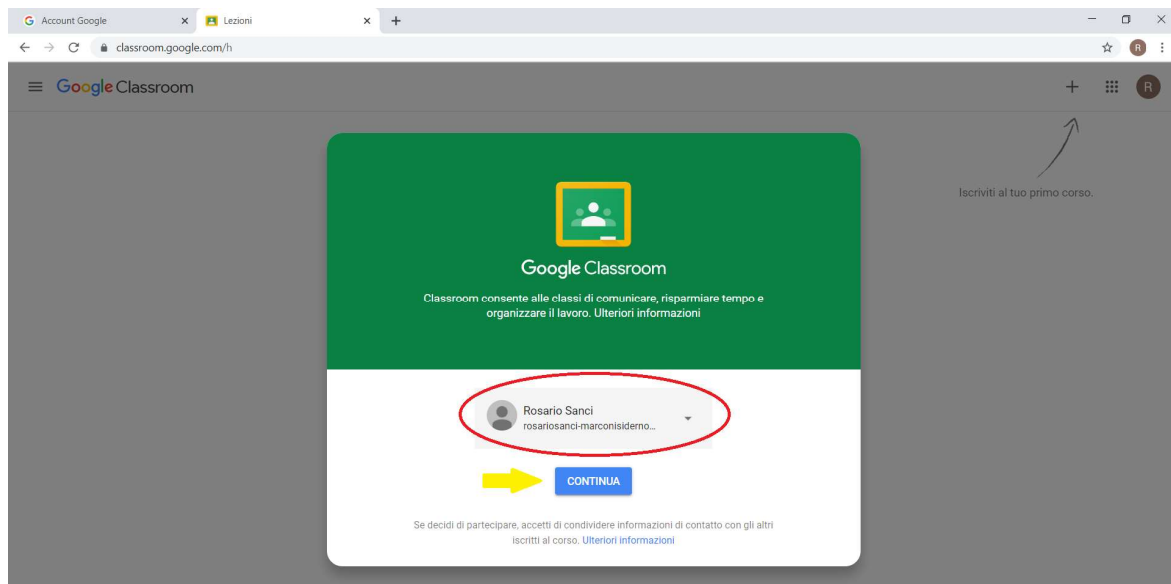 Account Google
Lezioni
classroom.google.com/h
R
Google Classroom
R
Iscriviti al tuo primo corso.
Google Classroom
Classroom consente alle classi di comunicare, risparmiare tempo e
organizzare il lavoro. Ulteriori informazioni
Rosario Sanci
rosariosanci-marconisiderno...
CONTINUA
Se decidi di partecipare, accetti di condividere informazioni di contatto con gli altri
iscritti al corso. Ulteriori informazioni